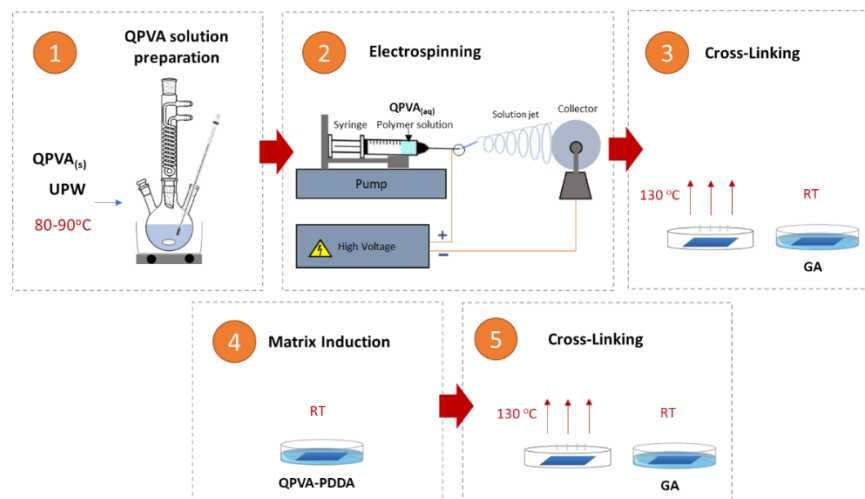 1
QPVA solution
preparation
QPVA(s)
UPW
80-90°C
2
Electrospinning
QPVA(aq)
Syringe
Polymer solution
Solution jet
Collector
Pump
High Voltage
+
−
3
Cross-Linking
130 °C
RT
GA
4
Matrix Induction
RT
QPVA-PDDA
5
Cross-Linking
130 °C
RT
GA